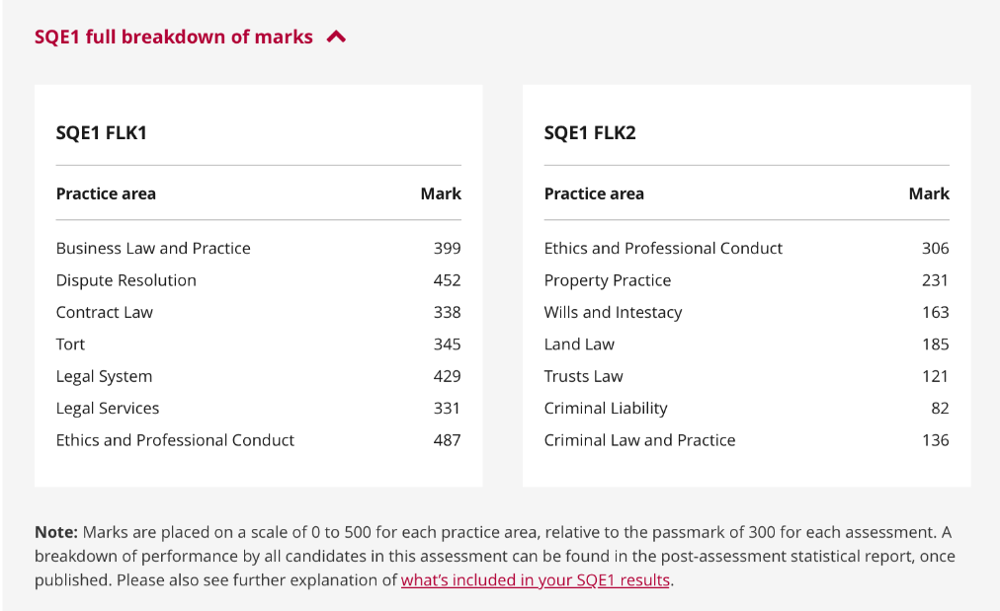 SQE1 full breakdown of marks
SQE1 FLK1
Practice area Mark
Business Law and Practice 399
Dispute Resolution 452
Contract Law 338
Tort 345
Legal System 429
Legal Services 331
Ethics and Professional Conduct 487
SQE1 FLK2
Practice area Mark
Ethics and Professional Conduct 306
Property Practice 231
Wills and Intestacy 163
Land Law 185
Trusts Law 121
Criminal Liability 82
Criminal Law and Practice 136
Note: Marks are placed on a scale of 0 to 500 for each practice area, relative to the passmark of 300 for each assessment. A
breakdown of performance by all candidates in this assessment can be found in the post-assessment statistical report, once
published. Please also see further explanation of what's included in your SQE1 results.